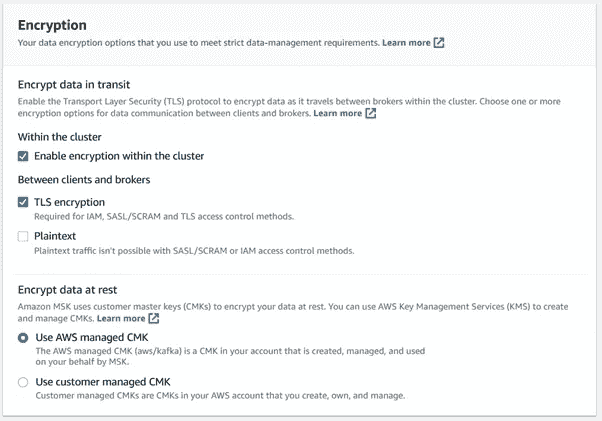 Encryption
Your data encryption options that you use to meet strict data-management requirements. Learn more
Encrypt data in transit
Enable the Transport Layer Security (TLS) protocol to encrypt data as it travels between brokers within the cluster. Choose one or more
encryption options for data communication between clients and brokers. Learn more
Within the cluster
Enable encryption within the cluster
Between clients and brokers
TLS encryption
Required for IAM, SASL/SCRAM and TLS access control methods.
Plaintext
Plaintext traffic isn't possible with SASL/SCRAM or IAM access control methods.
Encrypt data at rest
Amazon MSK uses customer master keys (CMKs) to encrypt your data at rest. You can use AWS Key Management Services (KMS) to create
and manage CMKs. Learn more
Use AWS managed CMK
The AWS managed CMK (aws/kafka) is a CMK in your account that is created, managed, and used
on your behalf by MSK.
Use customer managed CMK
Customer managed CMKs are CMKs in your AWS account that you create, own, and manage.